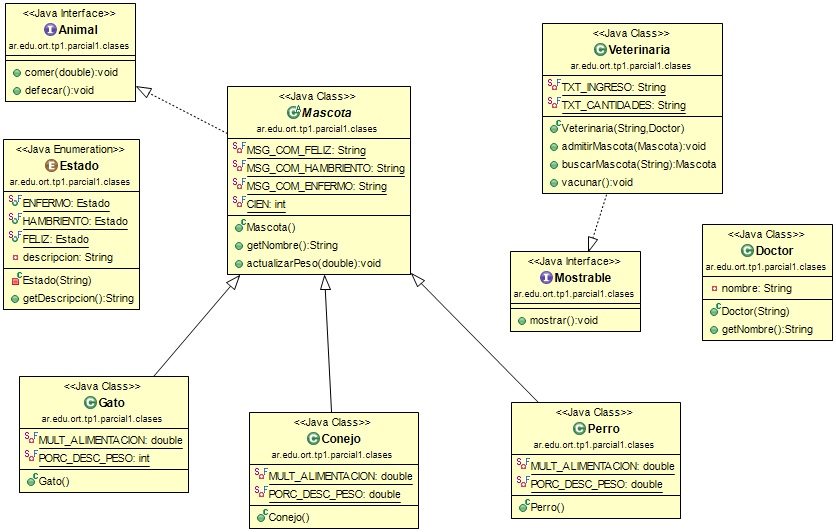 <<Java Interface>>
Animal
ar.edu.ort.tp1.parcial1.clases
comer(double):void
defecar():void
<<Java Class>>
Mascota
ar.edu.ort.tp1.parcial1.clases
MSG_COM_FELIZ: String
MSG_COM_HAMBRIENTO: String
MSG_COM_ENFERMO: String
CIEN: int
Mascota()
getNombre():String
actualizarPeso(double):void
<<Java Class>>
Veterinaria
ar.edu.ort.tp1.parcial1.clases
TXT_INGRESO: String
TXT_CANTIDADES: String
Veterinaria(String,Doctor)
admitirMascota(Mascota):void
buscarMascota(String):Mascota
vacunar():void
<<Java Enumeration>>
Estado
ar.edu.ort.tp1.parcial1.clases
ENFERMO: Estado
HAMBRIENTO: Estado
FELIZ: Estado
descripcion: String
Estado(String)
getDescripcion():String
<<Java Interface>>
Mostrable
ar.edu.ort.tp1.parcial1.clases
mostrar():void
<<Java Class>>
Doctor
ar.edu.ort.tp1.parcial1.clases
nombre: String
Doctor(String)
getNombre():String
<<Java Class>>
Gato
ar.edu.ort.tp1.parcial1.clases
MULT_ALIMENTACION: double
PORC_DESC_PESO: int
Gato()
<<Java Class>>
Conejo
ar.edu.ort.tp1.parcial1.clases
MULT_ALIMENTACION: double
PORC_DESC_PESO: double
Conejo()
<<Java Class>>
Perro
ar.edu.ort.tp1.parcial1.clases
MULT_ALIMENTACION: double
PORC_DESC_PESO: double
Perro()